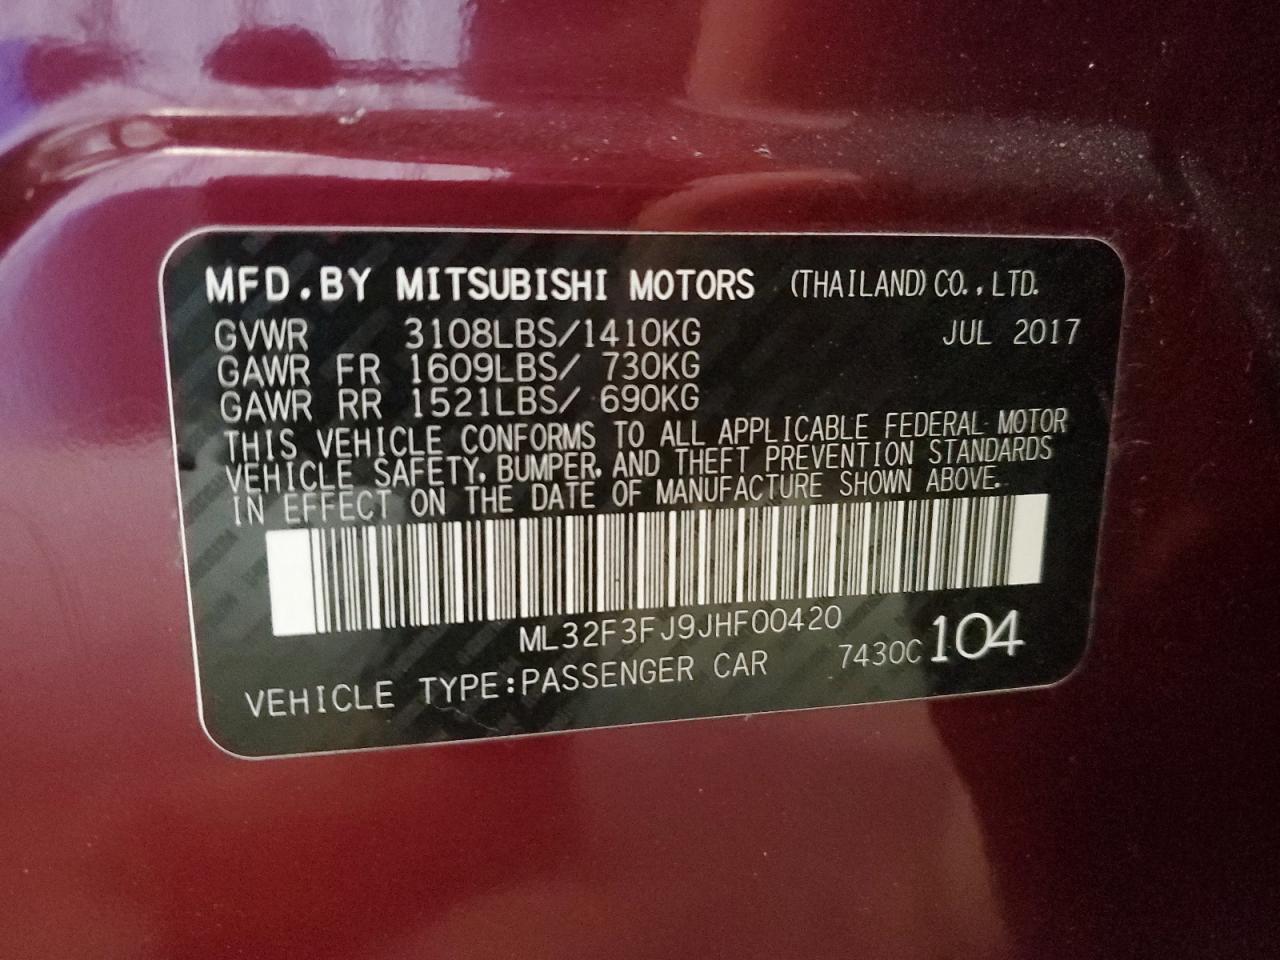 MFD.BY MITSUBISHI MOTORS (THAILAND) CO.,LTD.
GVWR 3108LBS/1410KG JUL 2017
GAWR FR 1609LBS/ 730KG
GAWR RR 1521LBS/ 690KG
THIS VEHICLE CONFORMS TO ALL APPLICABLE FEDERAL MOTOR
VEHICLE SAFETY, BUMPER, AND THEFT PREVENTION STANDARDS
IN EFFECT ON THE DATE OF MANUFACTURE SHOWN ABOVE.
ML32F3FJ9JHF00420
VEHICLE TYPE:PASSENGER CAR 7430C 104